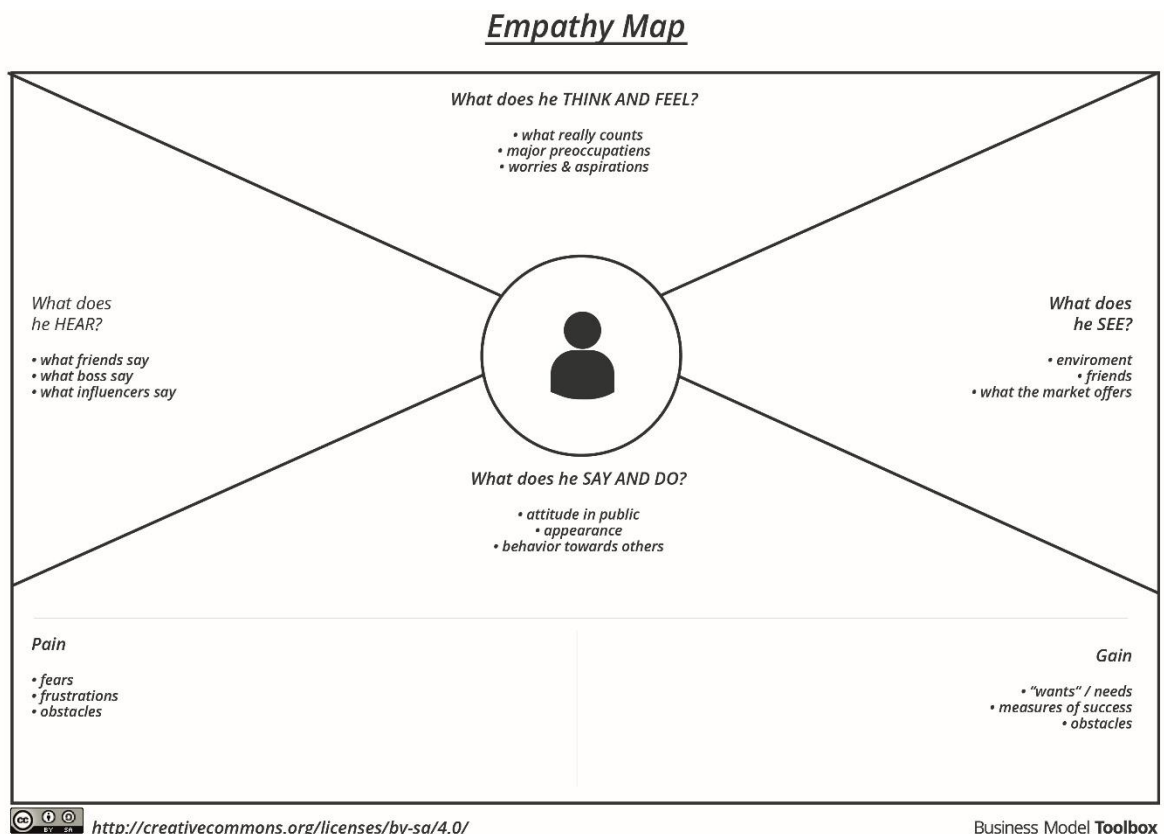 Empathy Map
What does he THINK AND FEEL?
• what really counts
• major preoccupatiens
• worries & aspirations
What does
he HEAR?
• what friends say
• what boss say
• what influencers say
What does
he SEE?
• enviroment
• friends
• what the market offers
What does he SAY AND DO?
• attitude in public
• appearance
• behavior towards others
Pain
• fears
• frustrations
• obstacles
Gain
• “wants“ / needs
• measures of success
• obstacles
cc BY SA
http://creativecommons.org/licenses/by-sa/4.0/
Business Model Toolbox